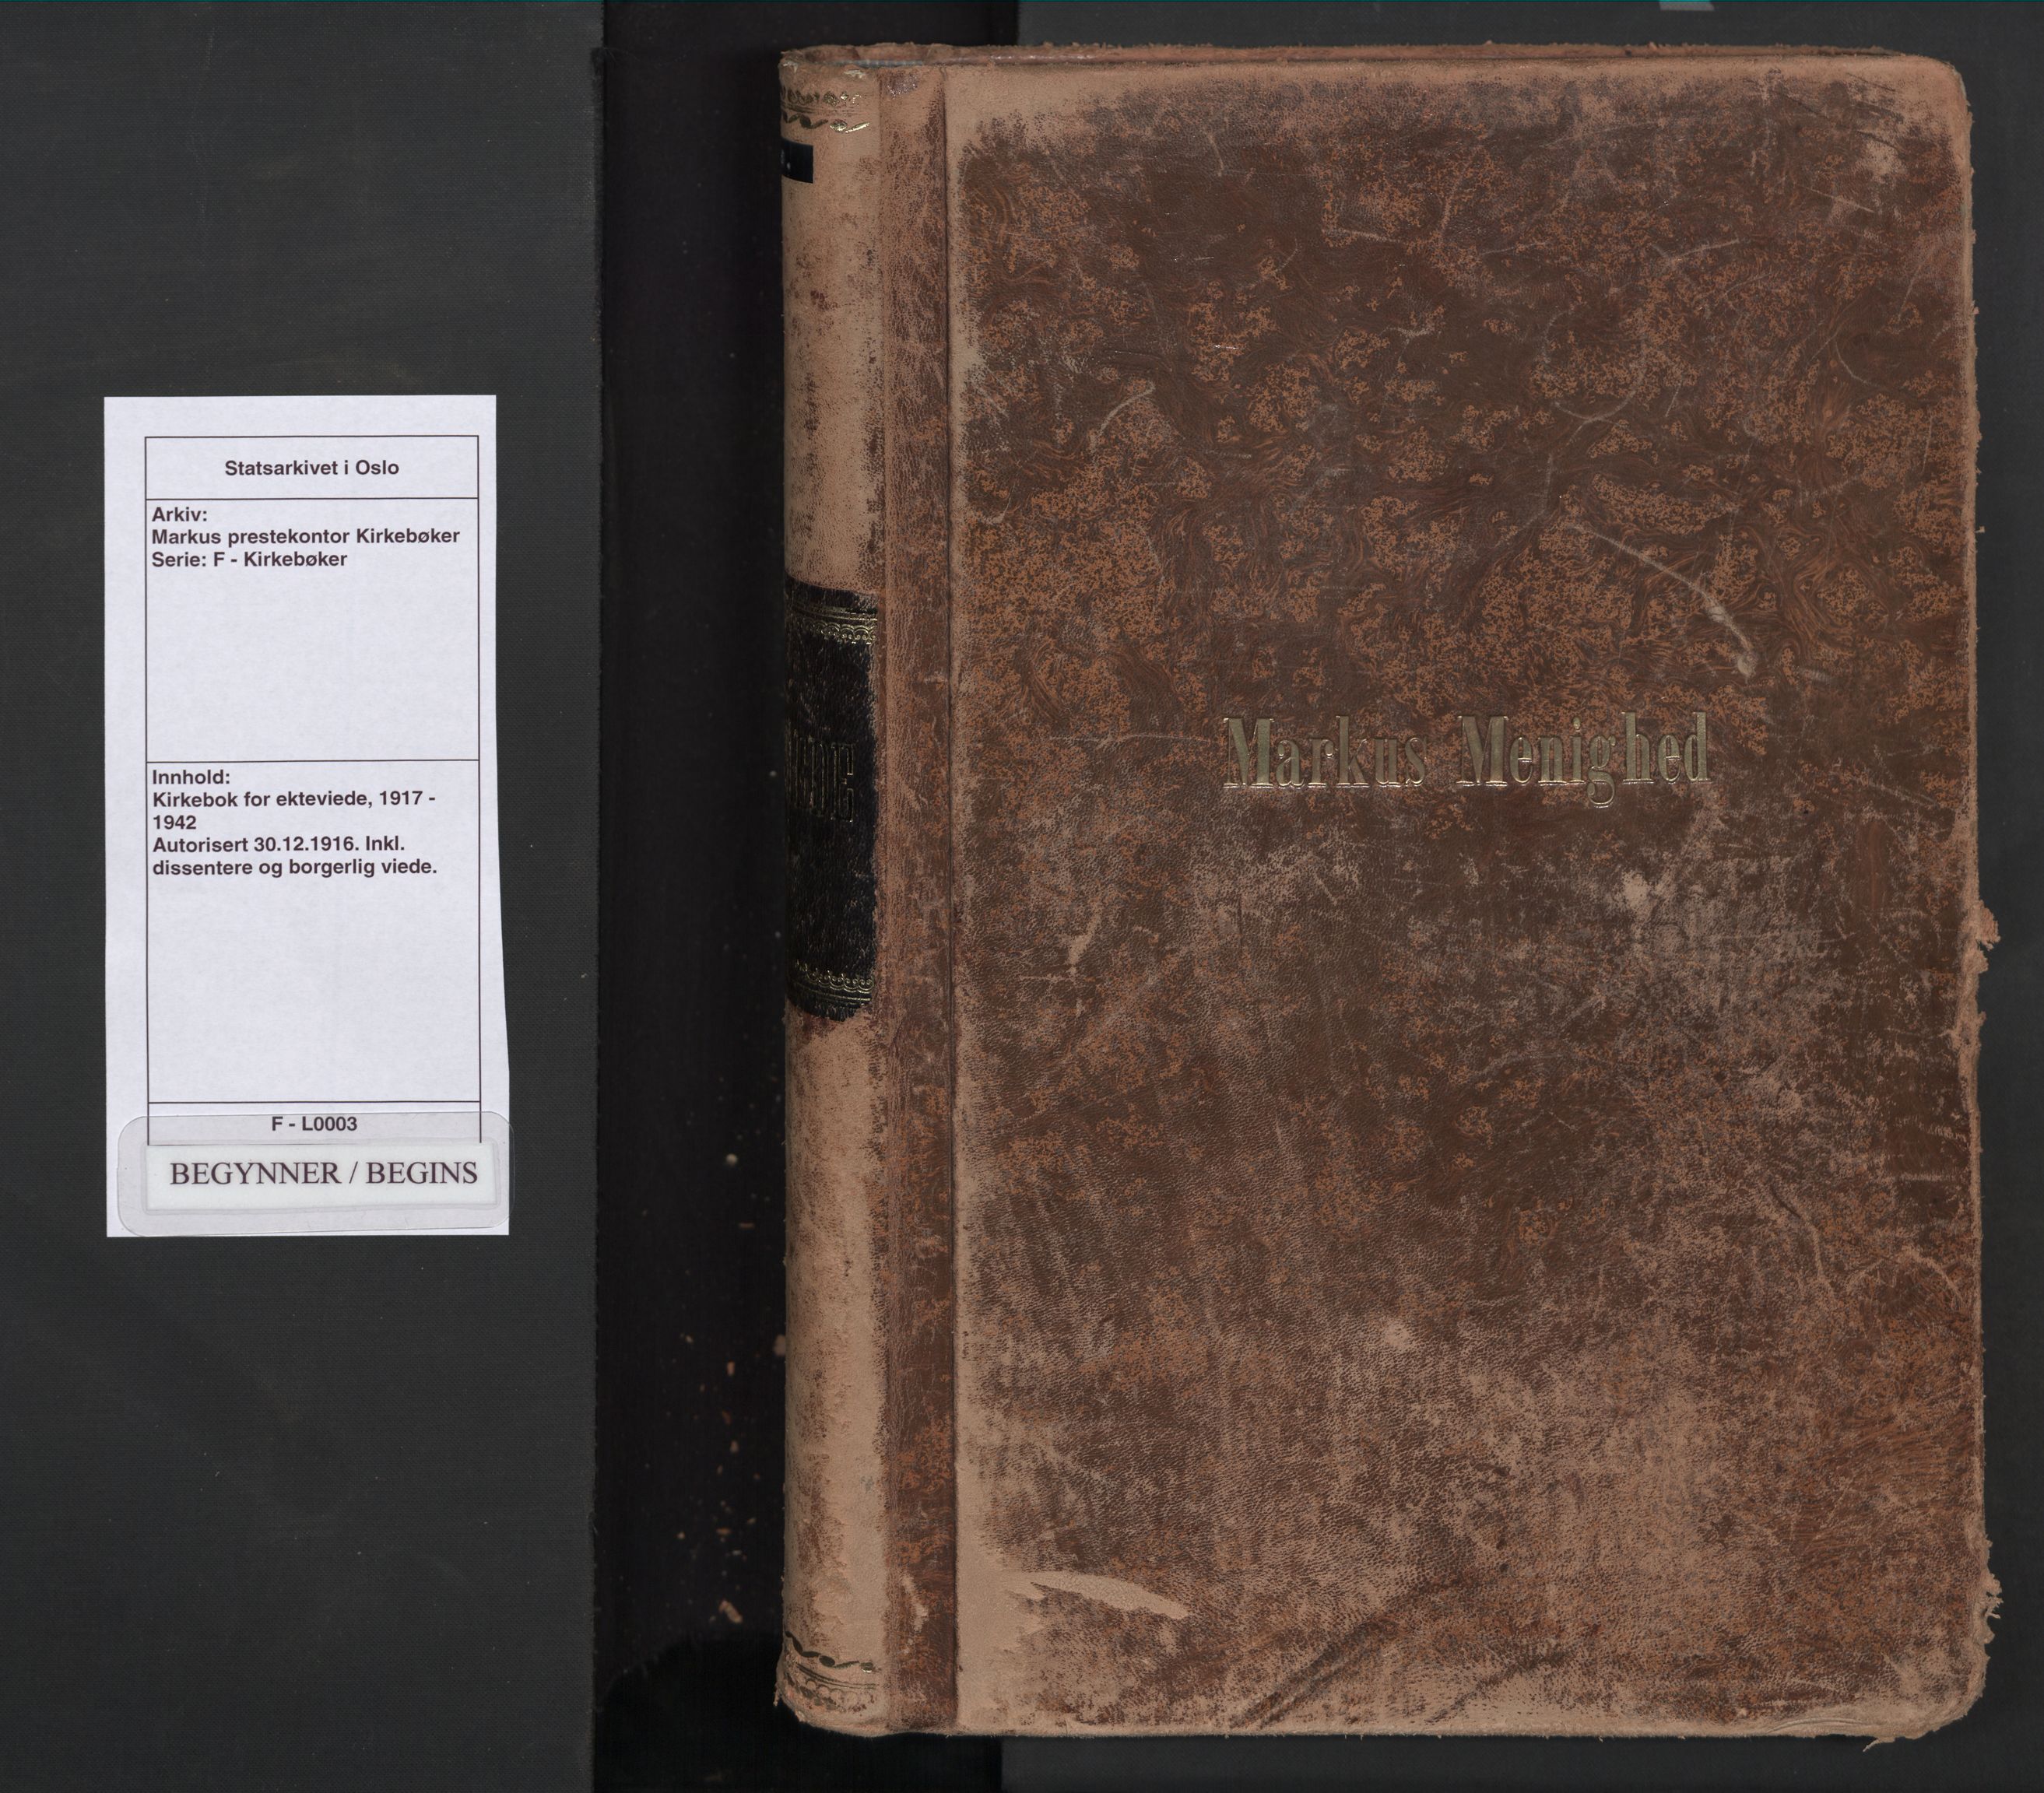 Statsarkivet i Oslo
Arkiv:
Markus prestekontor Kirkebøker
Serie: F - Kirkebøker
Innhold:
Kirkebok for ekteviede, 1917 -
1942
Autorisert 30.12.1916. Inkl.
dissentere og borgerlig viede.
F - L0003
BEGYNNER / BEGINS
Markus Menighed